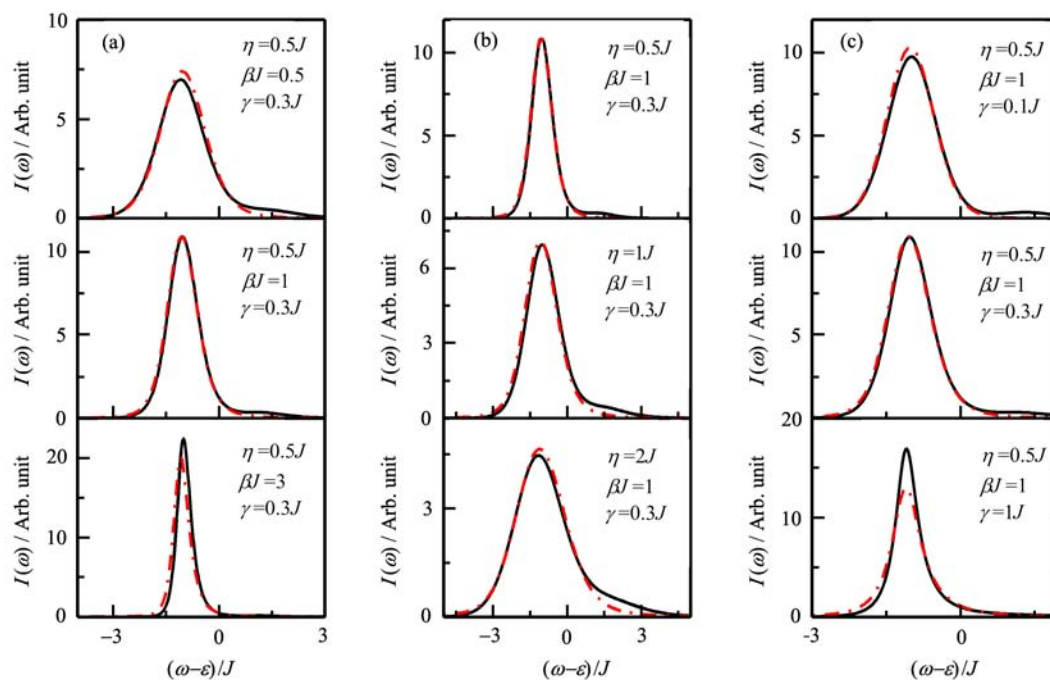 (a)
η=0.5J
βJ=0.5
γ=0.3J
10
5
0
I(ω) / Arb. unit
η=0.5J
βJ=1
γ=0.3J
10
5
0
I(ω) / Arb. unit
η=0.5J
βJ=3
γ=0.3J
20
10
0
I(ω) / Arb. unit
−3 0 3
(ω−ε)/J
(b)
η=0.5J
βJ=1
γ=0.3J
10
5
0
I(ω) / Arb. unit
η=1J
βJ=1
γ=0.3J
6
3
0
I(ω) / Arb. unit
η=2J
βJ=1
γ=0.3J
3
0
I(ω) / Arb. unit
−3 0 3
(ω−ε)/J
(c)
η=0.5J
βJ=1
γ=0.1J
10
5
0
I(ω) / Arb. unit
η=0.5J
βJ=1
γ=0.3J
10
5
20
I(ω) / Arb. unit
η=0.5J
βJ=1
γ=1J
10
0
I(ω) / Arb. unit
-3 0
(ω−ε)/J